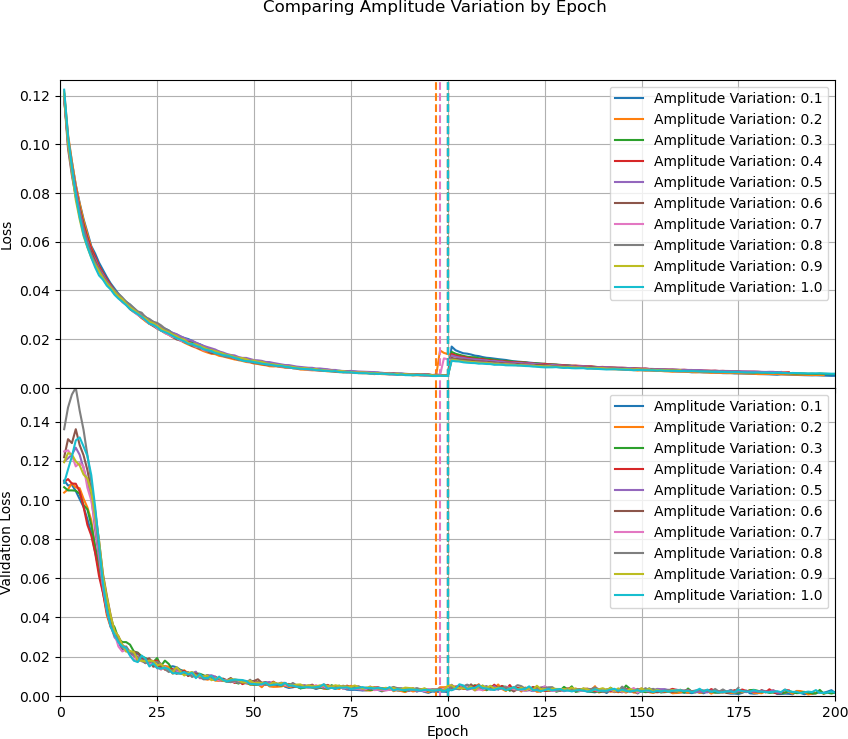 Comparing Amplitude Variation by Epoch
0.12
0.10
0.08
0.06
0.04
0.02
0.00
Loss
Amplitude Variation: 0.1
Amplitude Variation: 0.2
Amplitude Variation: 0.3
Amplitude Variation: 0.4
Amplitude Variation: 0.5
Amplitude Variation: 0.6
Amplitude Variation: 0.7
Amplitude Variation: 0.8
Amplitude Variation: 0.9
Amplitude Variation: 1.0
0.14
0.12
0.10
0.08
0.06
0.04
0.02
0.00
Validation Loss
Amplitude Variation: 0.1
Amplitude Variation: 0.2
Amplitude Variation: 0.3
Amplitude Variation: 0.4
Amplitude Variation: 0.5
Amplitude Variation: 0.6
Amplitude Variation: 0.7
Amplitude Variation: 0.8
Amplitude Variation: 0.9
Amplitude Variation: 1.0
0 25 50 75 100 125 150 175 200
Epoch